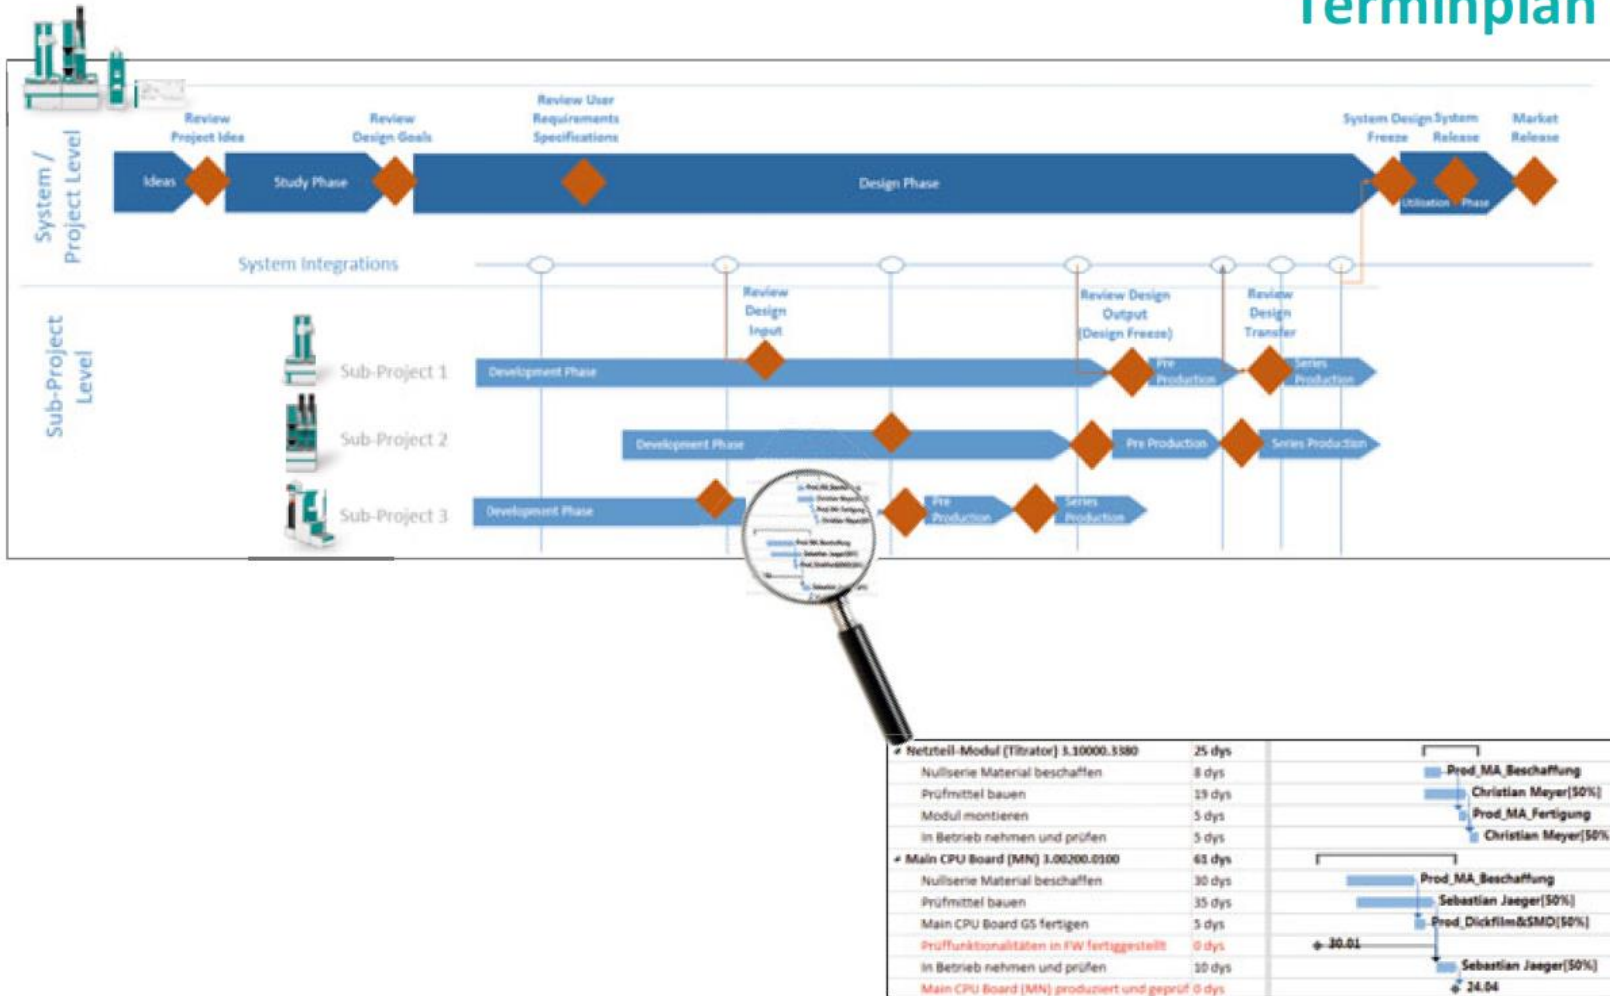 Terminplan
System /
Project Level
Review
Project Idea
Review
Design Goals
Review User
Requirements
Specifications
System Design
Freeze
System
Release
Market
Release
Ideas
Study Phase
Design Phase
Utilisation Phase
System Integrations
Sub-Project
Level
Review
Design
Input
Review Design
Output
(Design Freeze)
Review
Design
Transfer
Sub-Project 1
Development Phase
Pre
Production
Series
Production
Sub-Project 2
Development Phase
Pre Production
Series Production
Sub-Project 3
Development Phase
Pre
Production
Series
Production
Netzteil-Modul (Titrator) 3.10000.3380 25 dys
Nullserie Material beschaffen 8 dys Prod_MA_Beschaffung
Prüfmittel bauen 19 dys Christian Meyer[50%]
Modul montieren 5 dys Prod_MA_Fertigung
In Betrieb nehmen und prüfen 5 dys Christian Meyer[50%
Main CPU Board (MN) 3.00200.0100 61 dys
Nullserie Material beschaffen 30 dys Prod_MA_Beschaffung
Prüfmittel bauen 35 dys Sebastian Jaeger[50%]
Main CPU Board GS fertigen 5 dys Prod_Dickfilm&SMD[50%]
Prüffunktionalitäten in FW fertiggestellt 0 dys 30.01
In Betrieb nehmen und prüfen 10 dys Sebastian Jaeger[50%]
Main CPU Board (MN) produziert und geprüf 0 dys 24.04